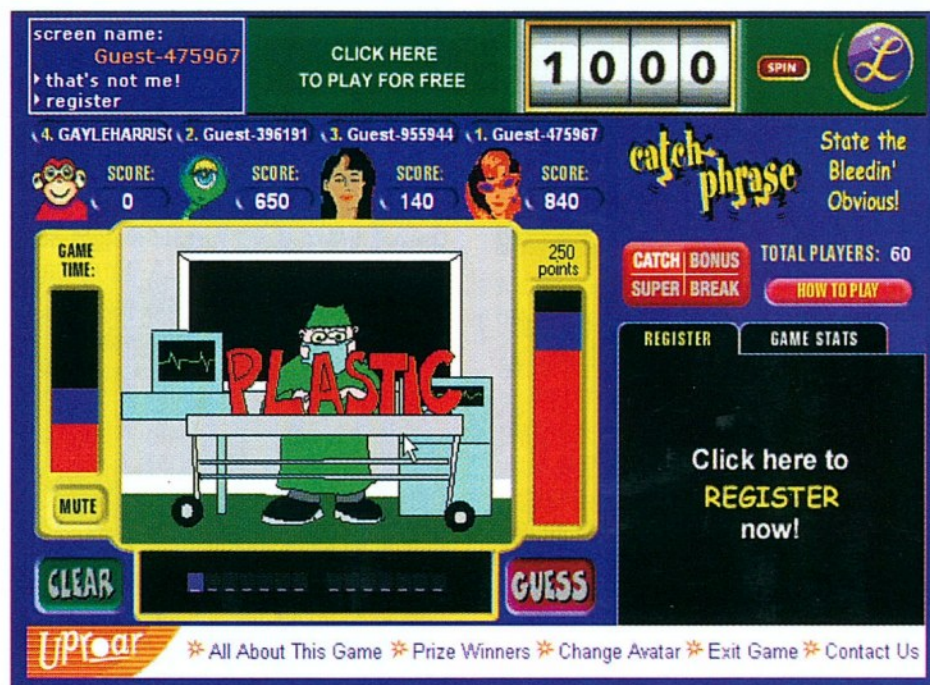 screen name:
Guest-475967
that's not me!
register
CLICK HERE
TO PLAY FOR FREE
1000
SPIN
L
4. GAYLEHARRISO
SCORE:
0
2. Guest-396191
SCORE:
650
3. Guest-955944
SCORE:
140
1. Guest-475967
SCORE:
840
catch-
phrase
State the
Bleedin'
Obvious!
GAME
TIME:
250
points
PLASTIC
MUTE
CATCH BONUS
SUPER BREAK
TOTAL PLAYERS: 60
HOW TO PLAY
REGISTER
GAME STATS
Click here to
REGISTER
now!
CLEAR
GUESS
UPROAR
All About This Game
Prize Winners
Change Avatar
Exit Game
Contact Us